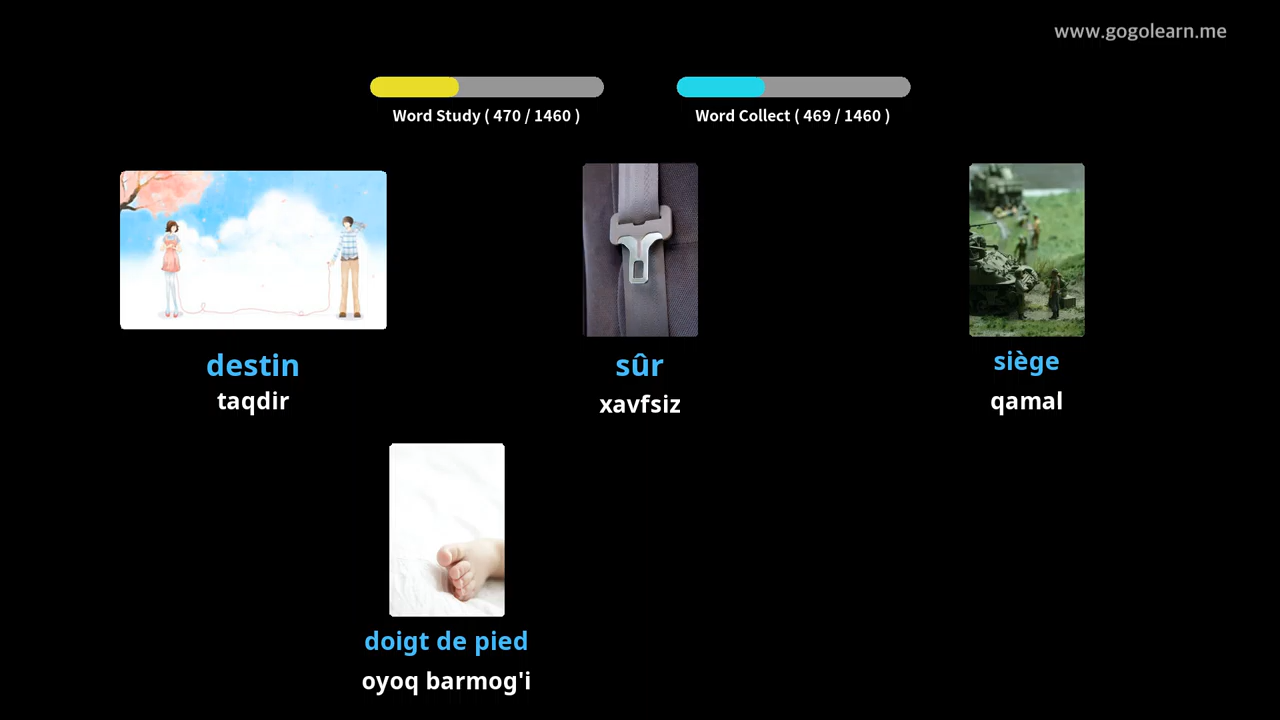 www.gogolearn.me
Word Study ( 470 / 1460 )
Word Collect ( 469 / 1460 )
destin
taqdir
sûr
xavfsiz
siège
qamal
doigt de pied
oyoq barmog'i